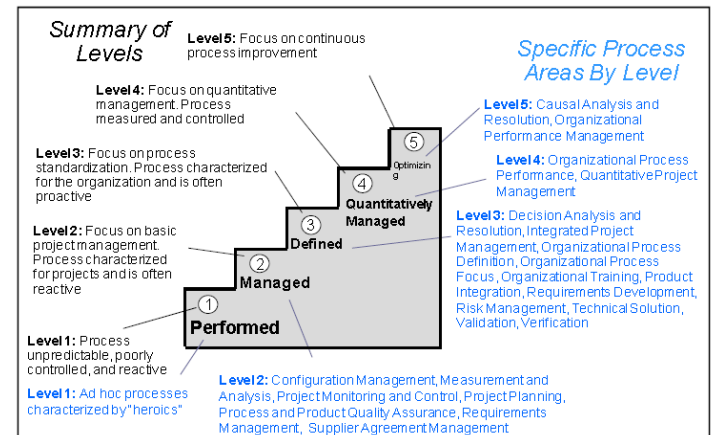 Summary of
Levels
Level5: Focus on continuous
process improvement
Level4: Focus on quantitative
management. Process
measured and controlled
Level3: Focus on process
standardization. Process characterized
for the organization and is often
proactive
Level2: Focus on basic
project management.
Process characterized
for projects and is often
reactive
Level1: Process
unpredictable, poorly
controlled, and reactive
Level1: Ad hoc processes
characterized by "heroics"
5
Optimizin
g
4
Quantitatively
Managed
3
Defined
2
Managed
1
Performed
Specific Process
Areas By Level
Level5: Causal Analysis and
Resolution, Organizational
Performance Management
Level4: Organizational Process
Performance, Quantitative Project
Management
Level3: Decision Analysis and
Resolution, Integrated Project
Management, Organizational Process
Definition, Organizational Process
Focus, Organizational Training, Product
Integration, Requirements Development,
Risk Management, Technical Solution,
Validation, Verification
Level2: Configuration Management, Measurement and
Analysis, Project Monitoring and Control, Project Planning,
Process and Product Quality Assurance, Requirements
Management, Supplier Agreement Management